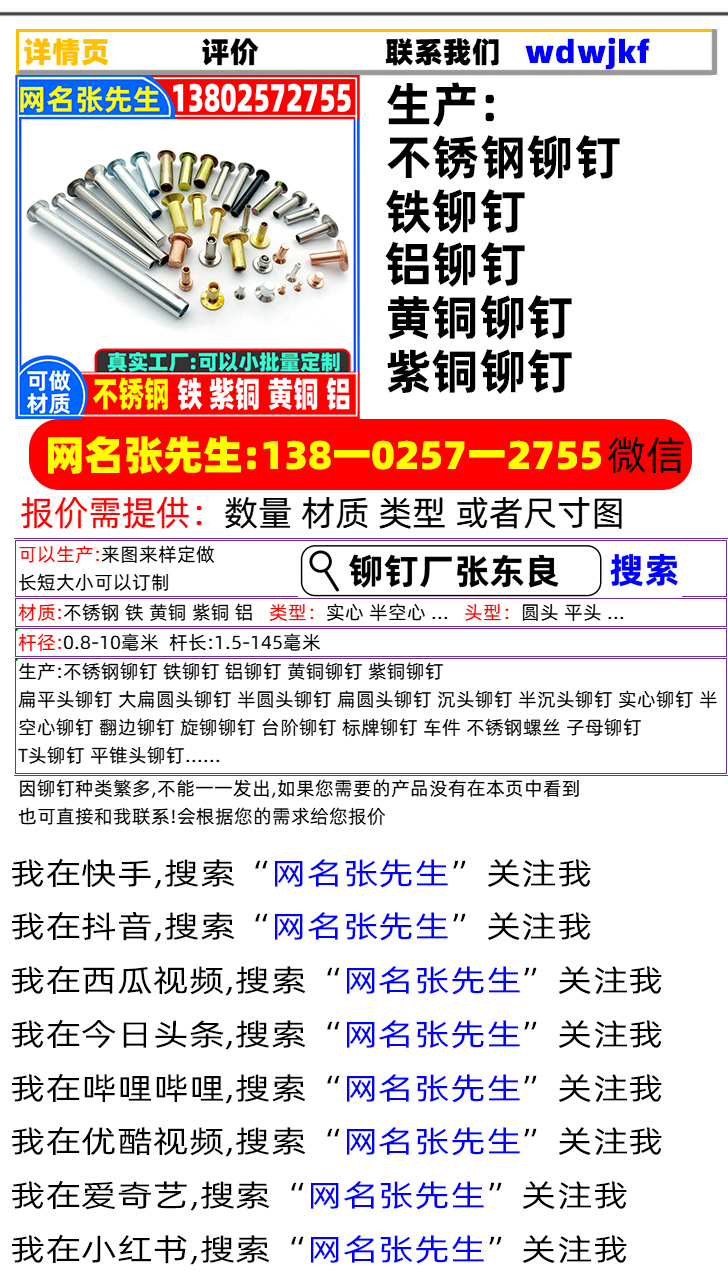 详情页 评价 联系我们 wdwjkf
网名张先生 13802572755
真实工厂:可以小批量定制
可做
材质
不锈钢 铁 紫铜 黄铜 铝
生产:
不锈钢铆钉
铁铆钉
铝铆钉
黄铜铆钉
紫铜铆钉
网名张先生:138一0257一2755微信
报价需提供：数量 材质 类型 或者尺寸图
可以生产:来图来样定做
长短大小可以订制
铆钉厂张东良 搜索
材质:不锈钢 铁 黄铜 紫铜 铝 类型：实心 半空心 ... 头型：圆头 平头 ...
杆径:0.8-10毫米 杆长:1.5-145毫米
生产:不锈钢铆钉 铁铆钉 铝铆钉 黄铜铆钉 紫铜铆钉
扁平头铆钉 大扁圆头铆钉 半圆头铆钉 扁圆头铆钉 沉头铆钉 半沉头铆钉 实心铆钉 半
空心铆钉 翻边铆钉 旋铆铆钉 台阶铆钉 标牌铆钉 车件 不锈钢螺丝 子母铆钉
T头铆钉 平锥头铆钉......
因铆钉种类繁多,不能一一发出,如果您需要的产品没有在本页中看到
也可直接和我联系!会根据您的需求给您报价
我在快手,搜索“网名张先生”关注我
我在抖音,搜索“网名张先生”关注我
我在西瓜视频,搜索“网名张先生”关注我
我在今日头条,搜索“网名张先生”关注我
我在哔哩哔哩,搜索“网名张先生”关注我
我在优酷视频,搜索“网名张先生”关注我
我在爱奇艺,搜索“网名张先生”关注我
我在小红书,搜索“网名张先生”关注我